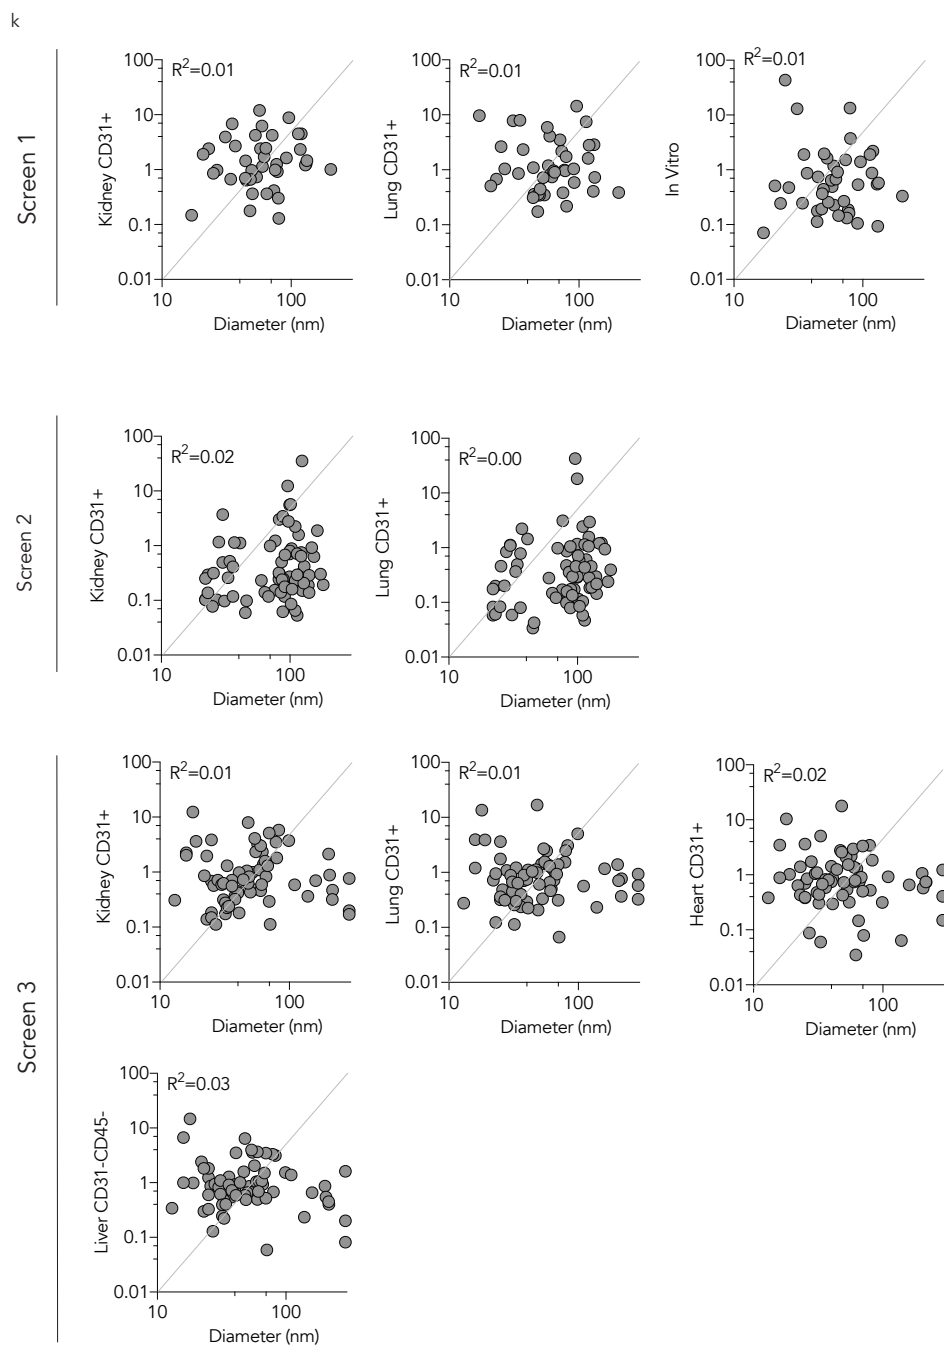 k
Screen 1
Kidney CD31+
100
10
1
0.1
0.01
R²=0.01
10 100
Diameter (nm)
Lung CD31+
100
10
1
0.1
0.01
R²=0.01
10 100
Diameter (nm)
In Vitro
100
10
1
0.1
0.01
R²=0.01
10 100
Diameter (nm)
Screen 2
Kidney CD31+
100
10
1
0.1
0.01
R²=0.02
10 100
Diameter (nm)
Lung CD31+
100
10
1
0.1
0.01
R²=0.00
10 100
Diameter (nm)
Screen 3
Kidney CD31+
100
10
1
0.1
0.01
R²=0.01
10 100
Diameter (nm)
Lung CD31+
100
10
1
0.1
0.01
R²=0.01
10 100
Diameter (nm)
Heart CD31+
100
10
1
0.1
0.01
R²=0.02
10 100
Diameter (nm)
Liver CD31-CD45-
100
10
1
0.1
0.01
R²=0.03
10 100
Diameter (nm)